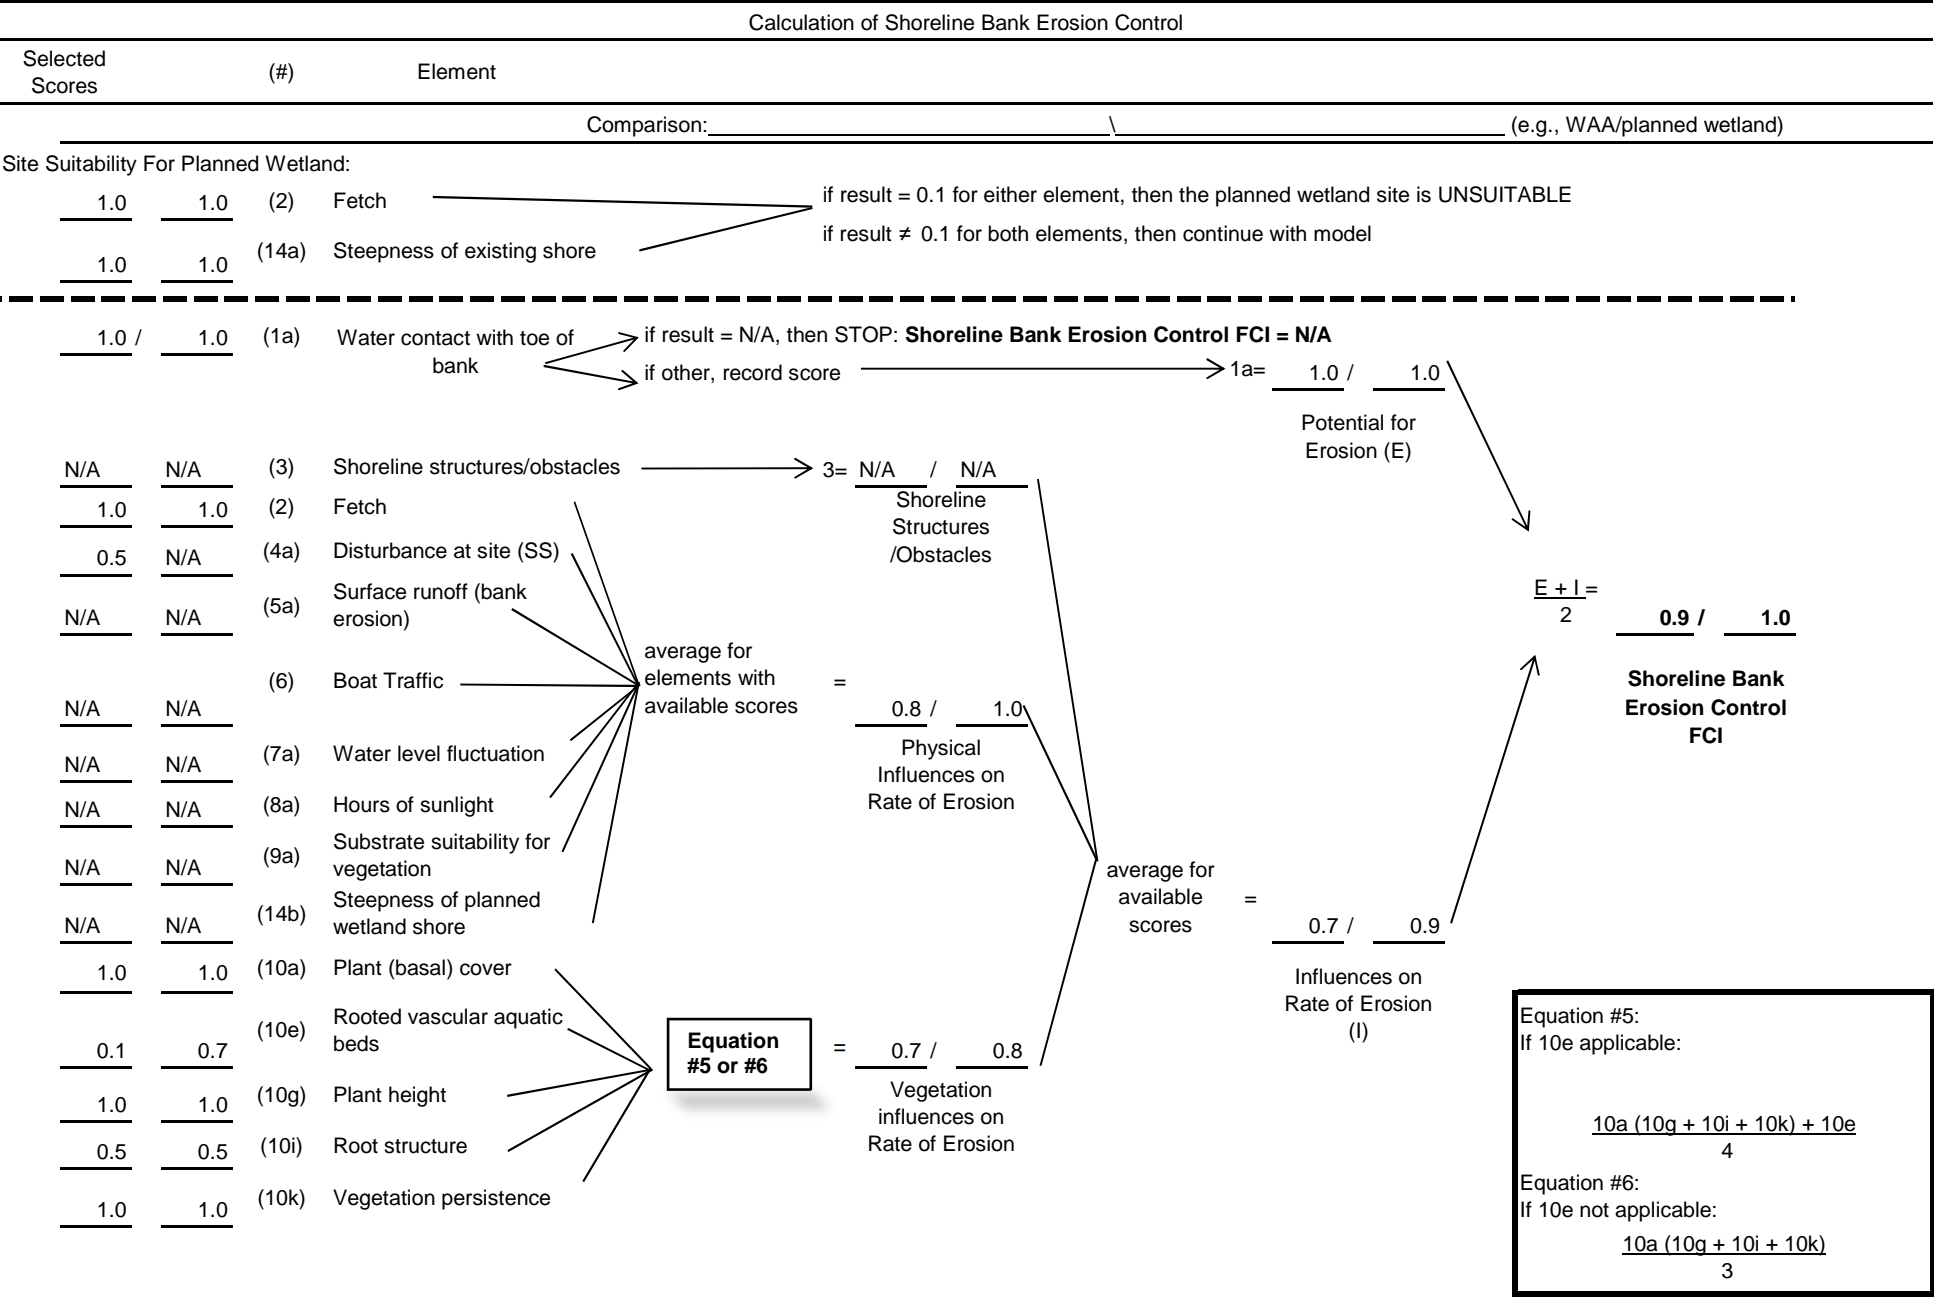 Calculation of Shoreline Bank Erosion Control
Selected
Scores
(#)
Element
Comparison: \ (e.g., WAA/planned wetland)
Site Suitability For Planned Wetland:
1.0 1.0 (2) Fetch
if result = 0.1 for either element, then the planned wetland site is UNSUITABLE
if result ≠ 0.1 for both elements, then continue with model
1.0 1.0 (14a) Steepness of existing shore
1.0 / 1.0 (1a) Water contact with toe of
bank
if result = N/A, then STOP: Shoreline Bank Erosion Control FCI = N/A
if other, record score
1a= 1.0 / 1.0
Potential for
Erosion (E)
N/A N/A (3) Shoreline structures/obstacles
3= N/A / N/A
Shoreline
Structures
/Obstacles
1.0 1.0 (2) Fetch
0.5 N/A (4a) Disturbance at site (SS)
N/A N/A (5a) Surface runoff (bank
erosion)
N/A N/A (6) Boat Traffic
N/A N/A (7a) Water level fluctuation
N/A N/A (8a) Hours of sunlight
N/A N/A (9a) Substrate suitability for
vegetation
N/A N/A (14b) Steepness of planned
wetland shore
average for
elements with
available scores
= 0.8 / 1.0
Physical
Influences on
Rate of Erosion
1.0 1.0 (10a) Plant (basal) cover
0.1 0.7 (10e) Rooted vascular aquatic
beds
1.0 1.0 (10g) Plant height
0.5 0.5 (10i) Root structure
1.0 1.0 (10k) Vegetation persistence
Equation
#5 or #6
= 0.7 / 0.8
Vegetation
influences on
Rate of Erosion
average for
available
scores
= 0.7 / 0.9
Influences on
Rate of Erosion
(I)
E + I =
2
0.9 / 1.0
Shoreline Bank
Erosion Control
FCI
Equation #5:
If 10e applicable:
10a (10g + 10i + 10k) + 10e
4
Equation #6:
If 10e not applicable:
10a (10g + 10i + 10k)
3